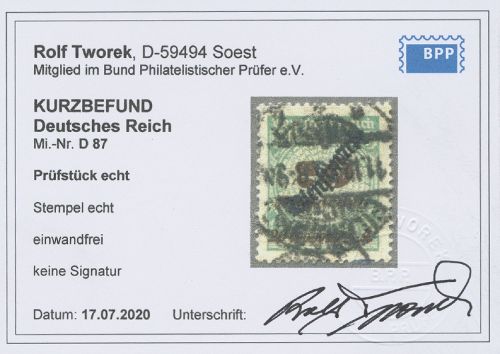 Rolf Tworek, D-59494 Soest
Mitglied im Bund Philatelistischer Prüfer e.V.
BPP
KURZBEFUND
Deutsches Reich
Mi.-Nr. D 87
Prüfstück echt
Stempel echt
einwandfrei
keine Signatur
Datum: 17.07.2020
Unterschrift: